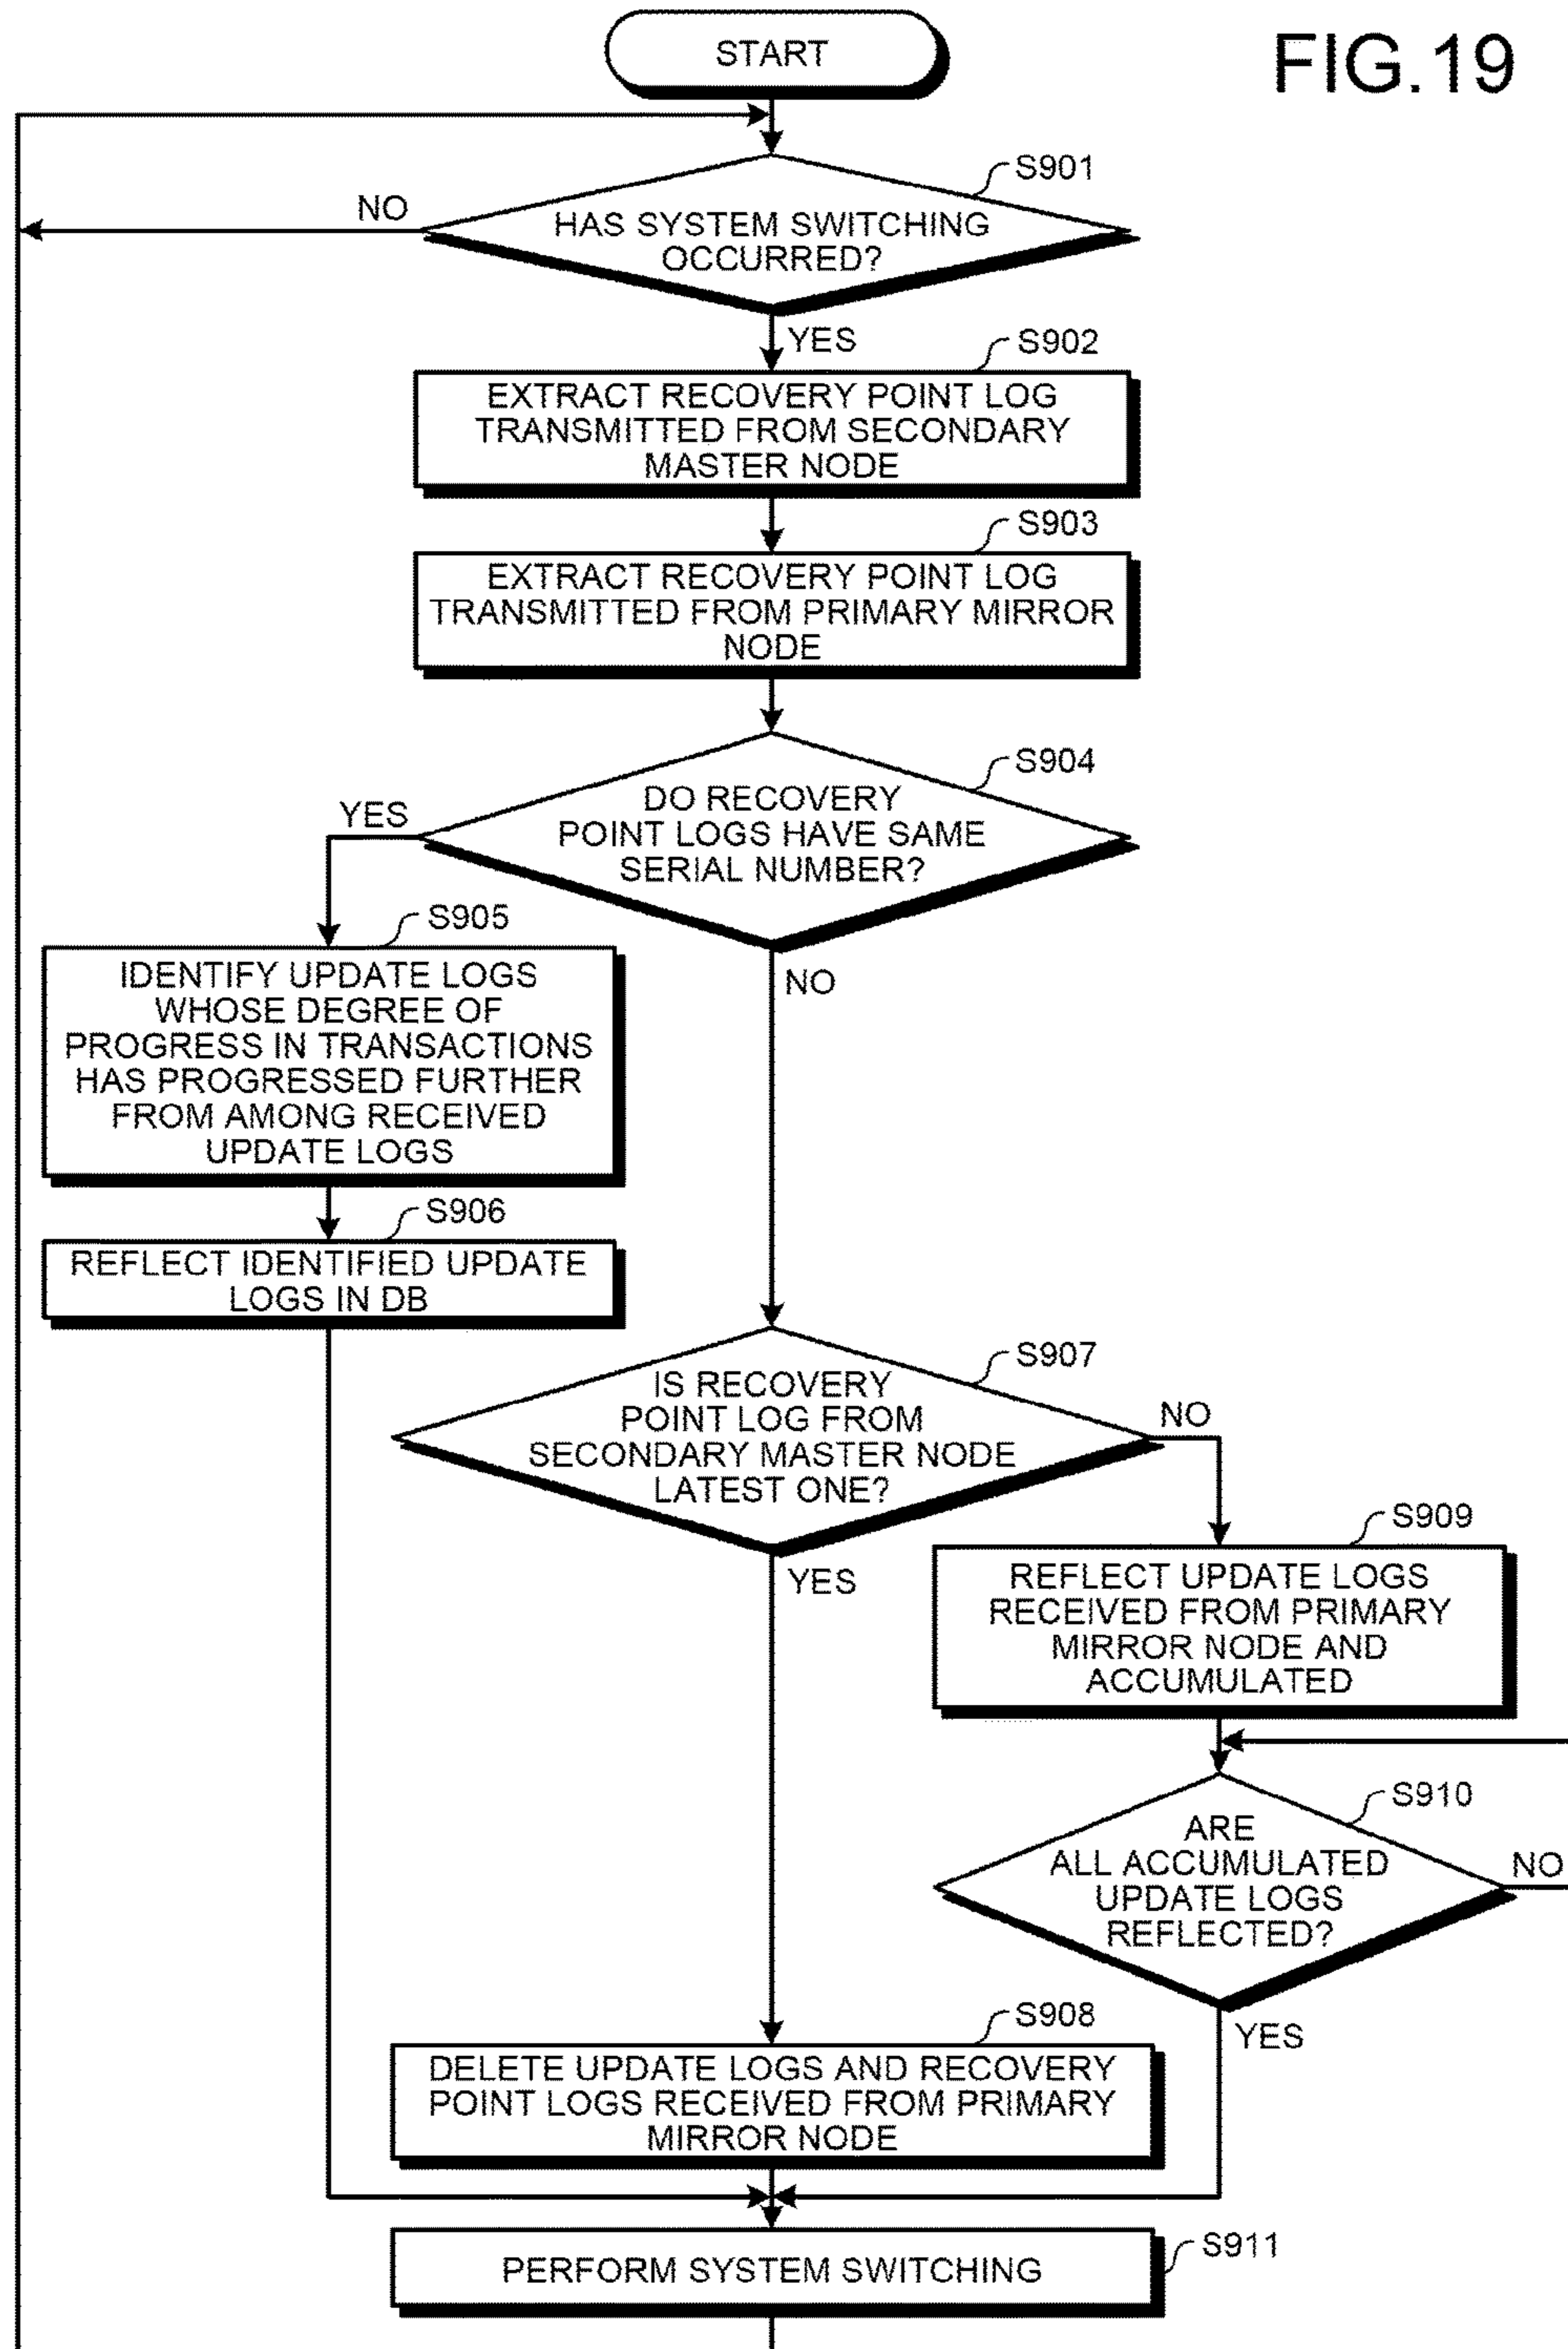 START
FIG.19
S901
NO
HAS SYSTEM SWITCHING
OCCURRED?
YES
S902
EXTRACT RECOVERY POINT LOG
TRANSMITTED FROM SECONDARY
MASTER NODE
S903
EXTRACT RECOVERY POINT LOG
TRANSMITTED FROM PRIMARY MIRROR
NODE
S904
YES
DO RECOVERY
POINT LOGS HAVE SAME
SERIAL NUMBER?
NO
S905
IDENTIFY UPDATE LOGS
WHOSE DEGREE OF
PROGRESS IN TRANSACTIONS
HAS PROGRESSED FURTHER
FROM AMONG RECEIVED
UPDATE LOGS
S906
REFLECT IDENTIFIED UPDATE
LOGS IN DB
S907
IS RECOVERY
POINT LOG FROM
SECONDARY MASTER NODE
LATEST ONE?
NO
YES
S909
REFLECT UPDATE LOGS
RECEIVED FROM PRIMARY
MIRROR NODE AND
ACCUMULATED
S910
ARE
ALL ACCUMULATED
UPDATE LOGS
REFLECTED?
NO
YES
S908
DELETE UPDATE LOGS AND RECOVERY
POINT LOGS RECEIVED FROM PRIMARY
MIRROR NODE
S911
PERFORM SYSTEM SWITCHING